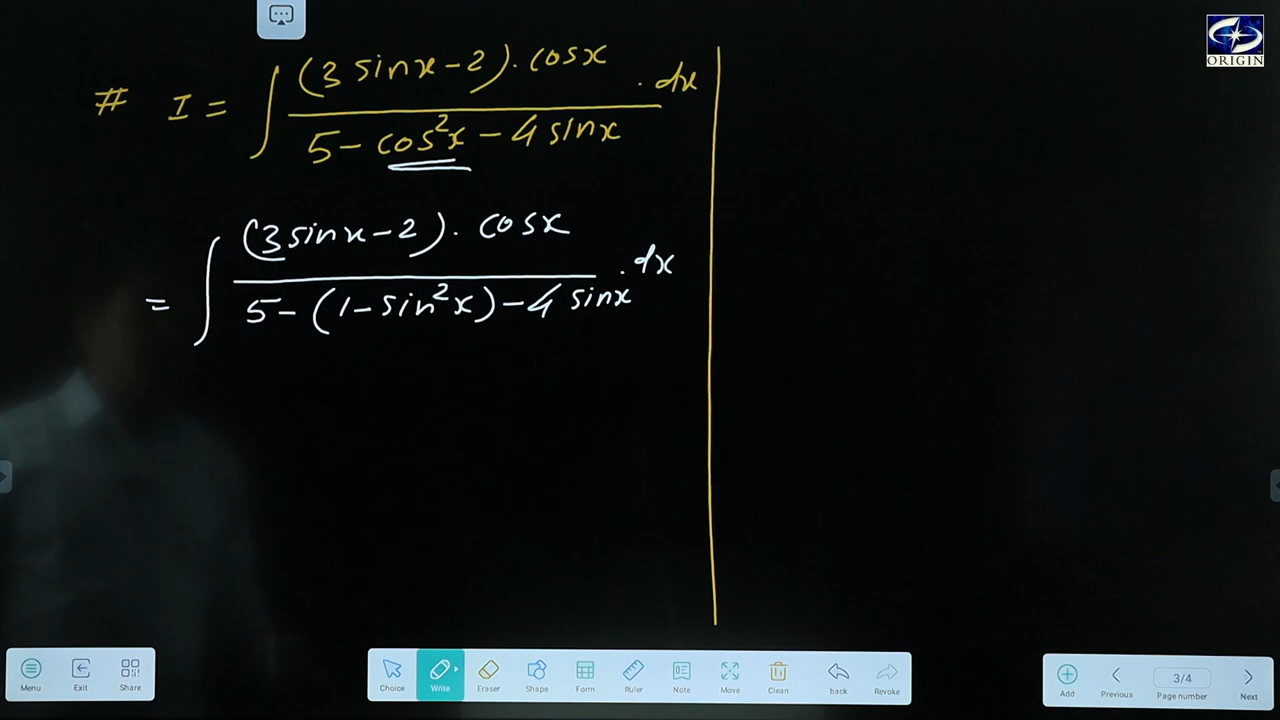 ORIGIN
# I = ∫ (3 sinx - 2) · cosx / 5 - cos²x - 4 sinx · dx
= ∫ (3 sinx - 2) · cosx / 5 - (1 - sin²x) - 4 sinx · dx
Menu Exit Share Choice Write Eraser Shape Form Ruler Note Move Clean back Revoke Add Previous 3/4 Page number Next